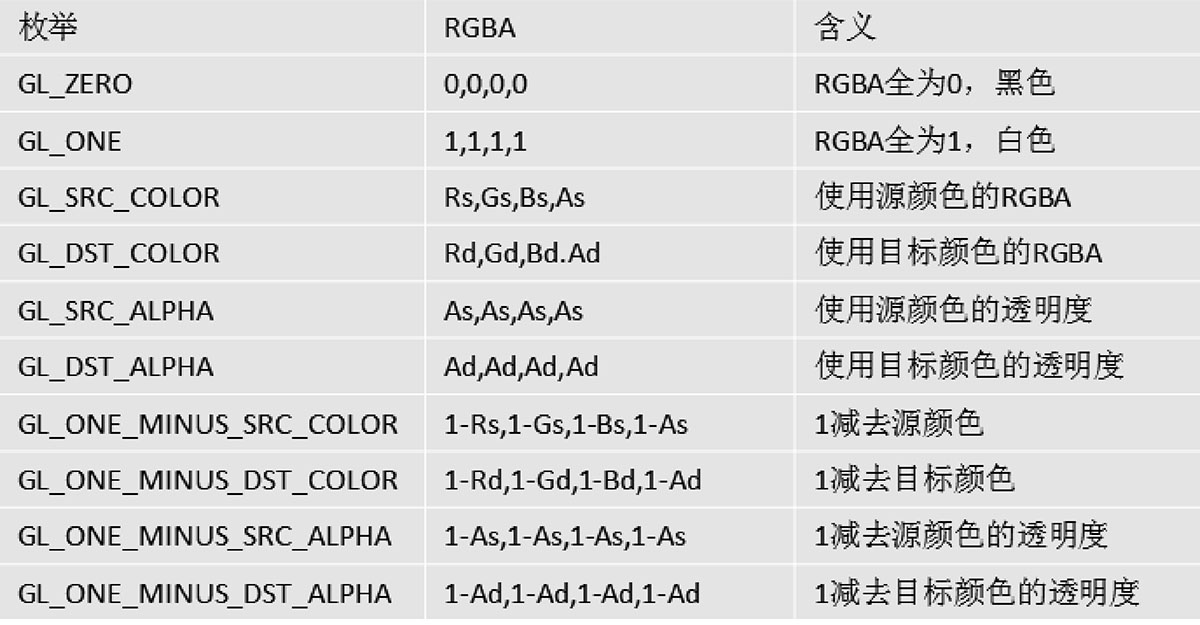 枚举 RGBA 含义
GL_ZERO 0,0,0,0 RGBA全为0，黑色
GL_ONE 1,1,1,1 RGBA全为1，白色
GL_SRC_COLOR Rs,Gs,Bs,As 使用源颜色的RGBA
GL_DST_COLOR Rd,Gd,Bd.Ad 使用目标颜色的RGBA
GL_SRC_ALPHA As,As,As,As 使用源颜色的透明度
GL_DST_ALPHA Ad,Ad,Ad,Ad 使用目标颜色的透明度
GL_ONE_MINUS_SRC_COLOR 1-Rs,1-Gs,1-Bs,1-As 1减去源颜色
GL_ONE_MINUS_DST_COLOR 1-Rd,1-Gd,1-Bd,1-Ad 1减去目标颜色
GL_ONE_MINUS_SRC_ALPHA 1-As,1-As,1-As,1-As 1减去源颜色的透明度
GL_ONE_MINUS_DST_ALPHA 1-Ad,1-Ad,1-Ad,1-Ad 1减去目标颜色的透明度